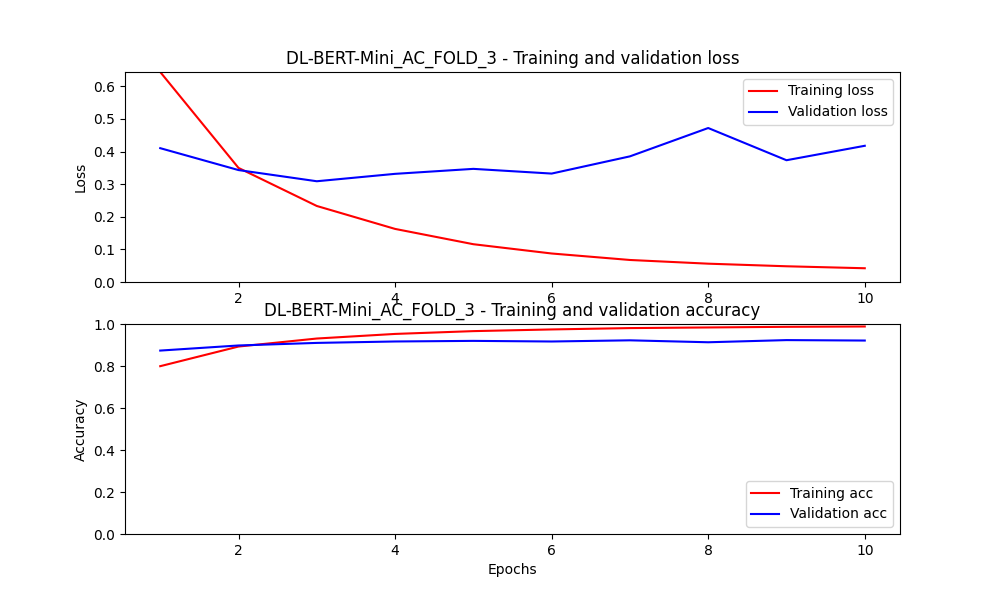 DL-BERT-Mini_AC_FOLD_3 - Training and validation loss
0.6
0.5
0.4
0.3
0.2
0.1
0.0
Loss
Training loss
Validation loss
2 4 6 8 10
DL-BERT-Mini_AC_FOLD_3 - Training and validation accuracy
1.0
0.8
0.6
0.4
0.2
0.0
Accuracy
Training acc
Validation acc
2 4 6 8 10
Epochs